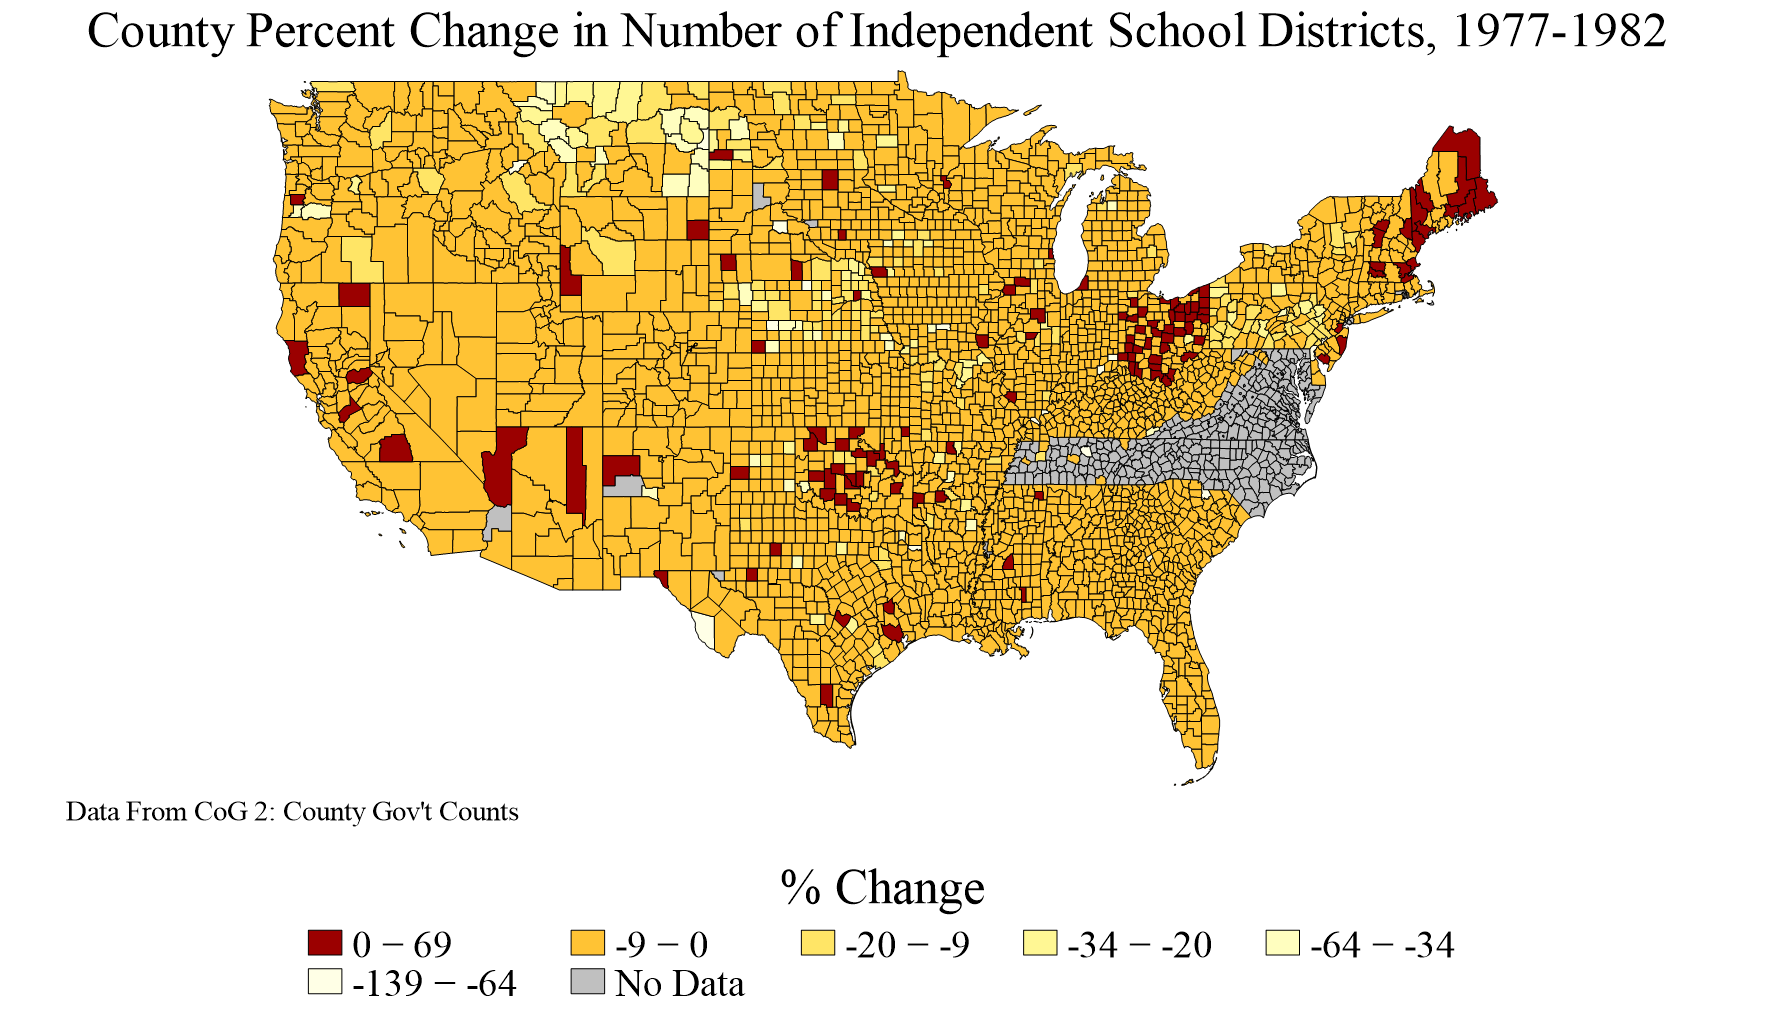 County Percent Change in Number of Independent School Districts, 1977-1982
Data From CoG 2: County Gov't Counts
% Change
0 − 69 -9 − 0 -20 − -9 -34 − -20 -64 − -34
-139 − -64 No Data